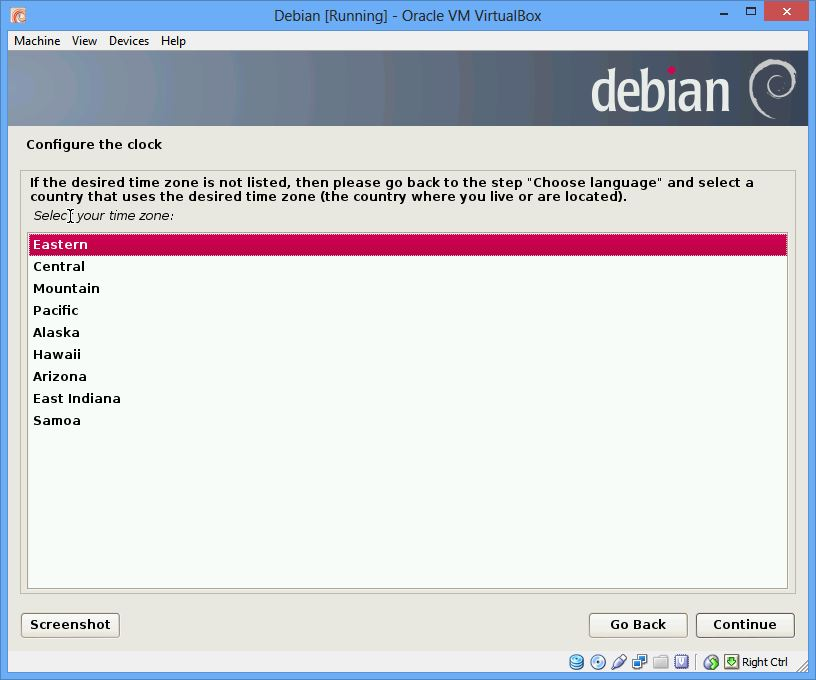 Debian [Running] - Oracle VM VirtualBox
Machine View Devices Help
debian
Configure the clock
If the desired time zone is not listed, then please go back to the step "Choose language" and select a
country that uses the desired time zone (the country where you live or are located).
Select your time zone:
Eastern
Central
Mountain
Pacific
Alaska
Hawaii
Arizona
East Indiana
Samoa
Screenshot Go Back Continue
Right Ctrl